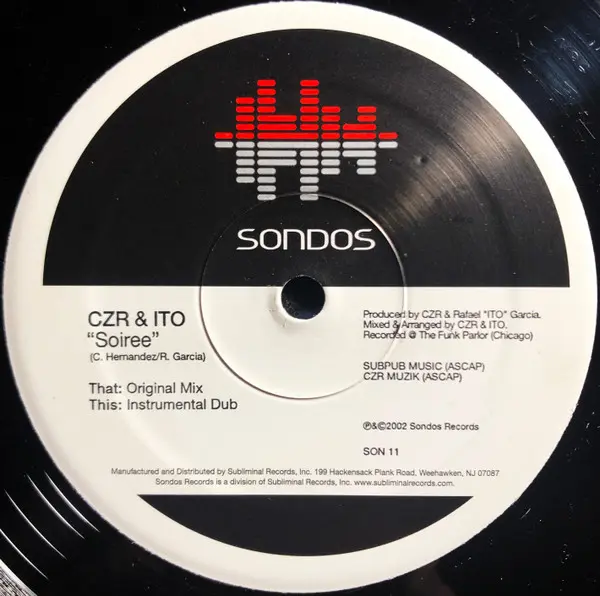 SONDOS
CZR & ITO
“Soiree”
(C. Hernandez/R. Garcia)
That: Original Mix
This: Instrumental Dub
Produced by CZR & Rafael "ITO" Garcia.
Mixed & Arranged by CZR & ITO.
Recorded @ The Funk Parlor (Chicago)
SUBPUB MUSIC (ASCAP)
CZR MUZIK (ASCAP)
℗&©2002 Sondos Records
SON 11
Manufactured and Distributed by Subliminal Records, Inc. 199 Hackensack Plank Road, Weehawken, NJ 07087
Sondos Records is a division of Subliminal Records, Inc. www.subliminalrecords.com.